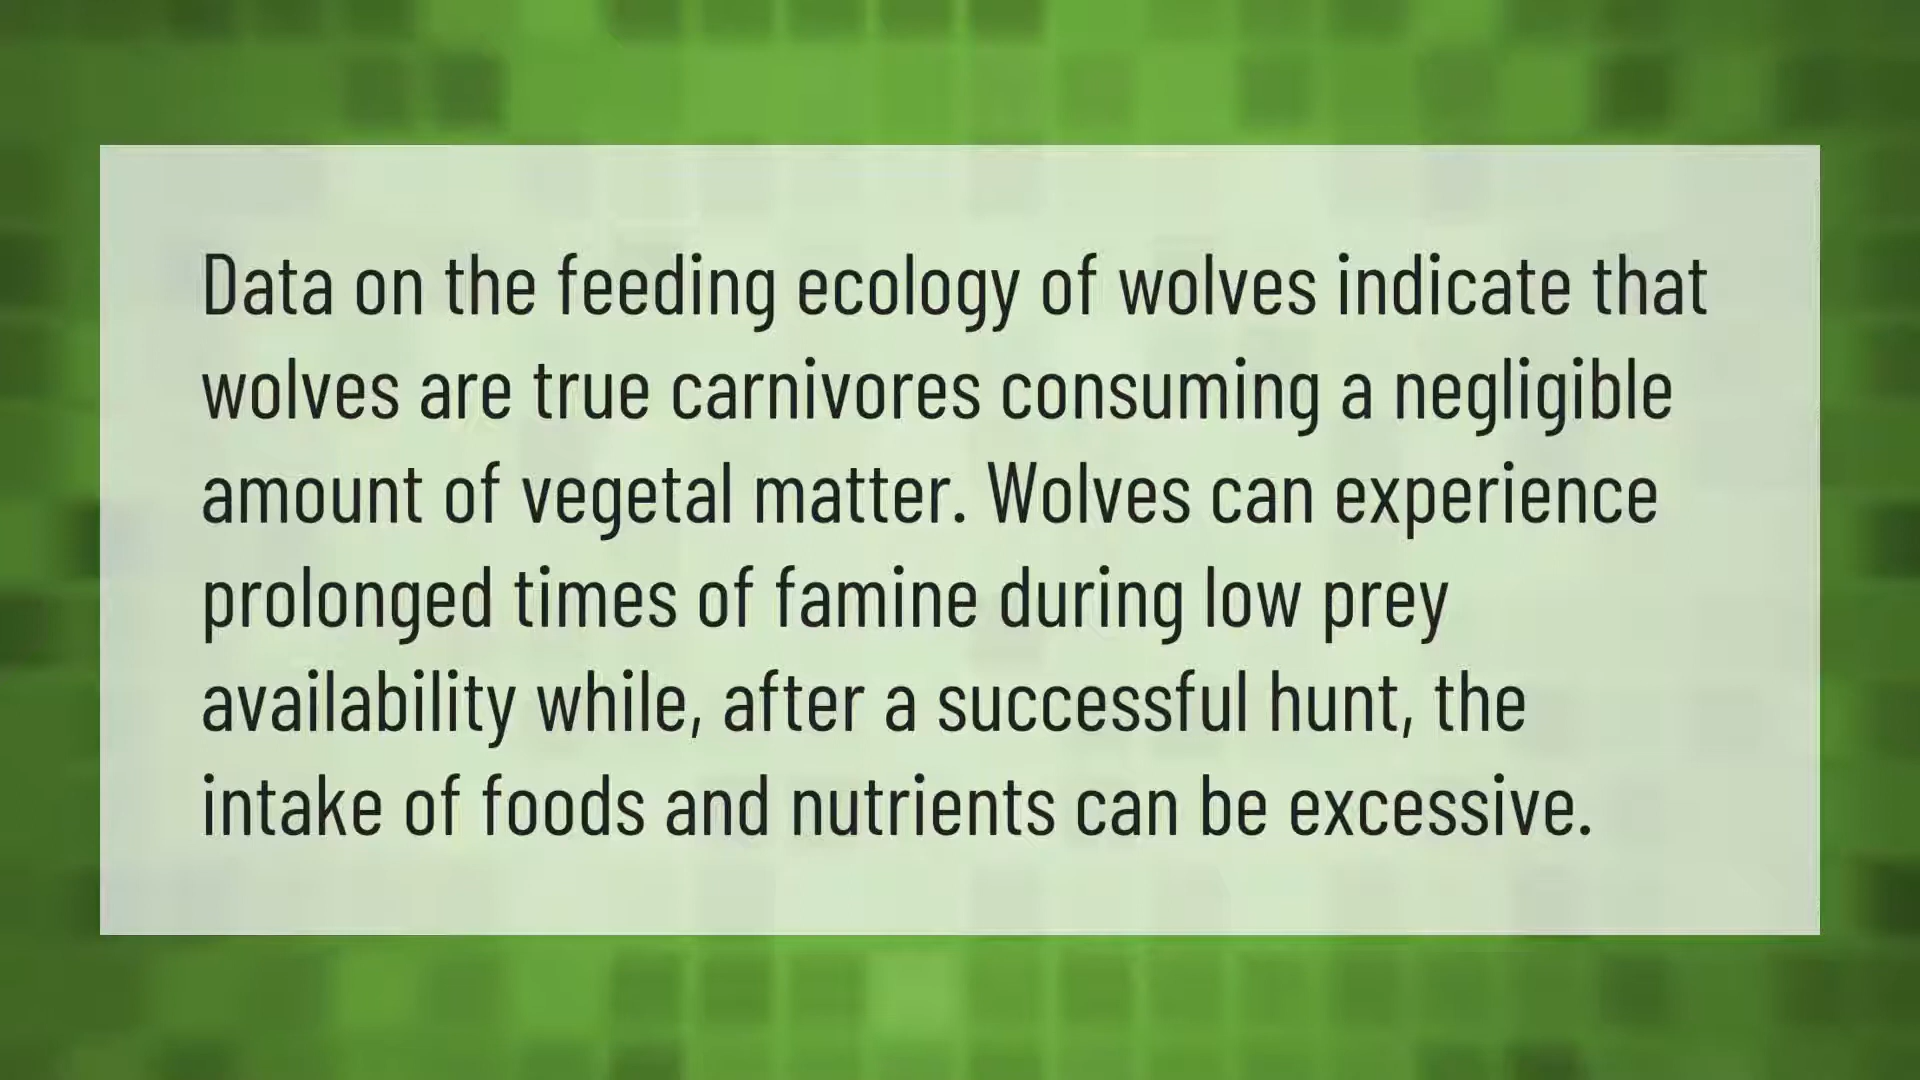 Data on the feeding ecology of wolves indicate that
wolves are true carnivores consuming a negligible
amount of vegetal matter. Wolves can experience
prolonged times of famine during low prey
availability while, after a successful hunt, the
intake of foods and nutrients can be excessive.